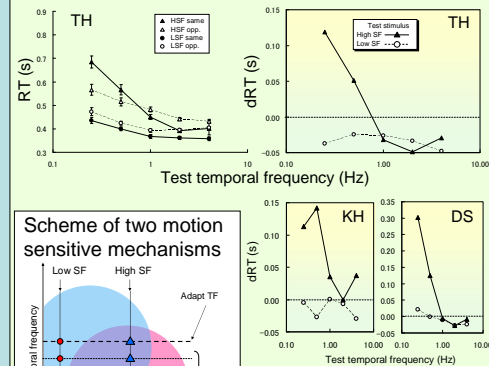 TH
HSF same
HSF opp.
LSF same
LSF opp.
RT (s)
0.9
0.8
0.7
0.6
0.5
0.4
0.3
0.1
1
10
TH
Test stimulus
High SF
Low SF
dRT (s)
0.15
0.10
0.05
0.00
−0.05
0.10
1.00
10.00
Test temporal frequency (Hz)
Scheme of two motion
sensitive mechanisms
Low SF
High SF
Adapt TF
KH
dRT (s)
0.15
0.10
0.05
0.00
−0.05
0.10
1.00
10.00
DS
0.35
0.30
0.25
0.20
0.15
0.10
0.05
0.00
−0.05
0.10
1.00
Test temporal frequency (Hz)